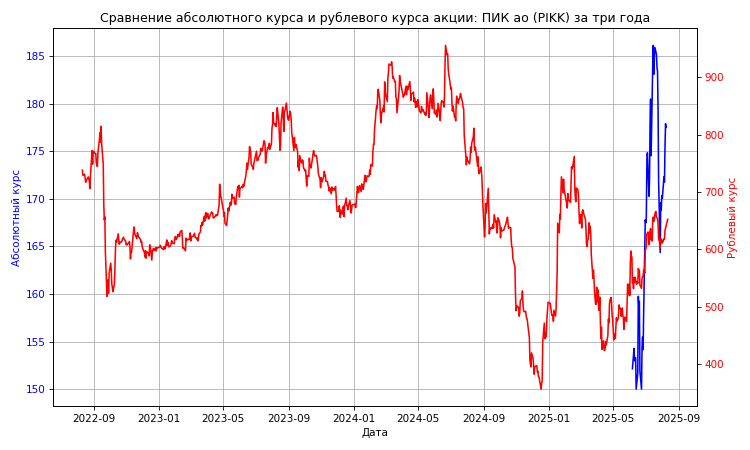 Сравнение абсолютного курса и рублевого курса акции: ПИК ао (PIKK) за три года
185
180
175
170
165
160
155
150
Абсолютный курс
900
800
700
600
500
400
Рублевый курс
2022-09 2023-01 2023-05 2023-09 2024-01 2024-05 2024-09 2025-01 2025-05 2025-09
Дата